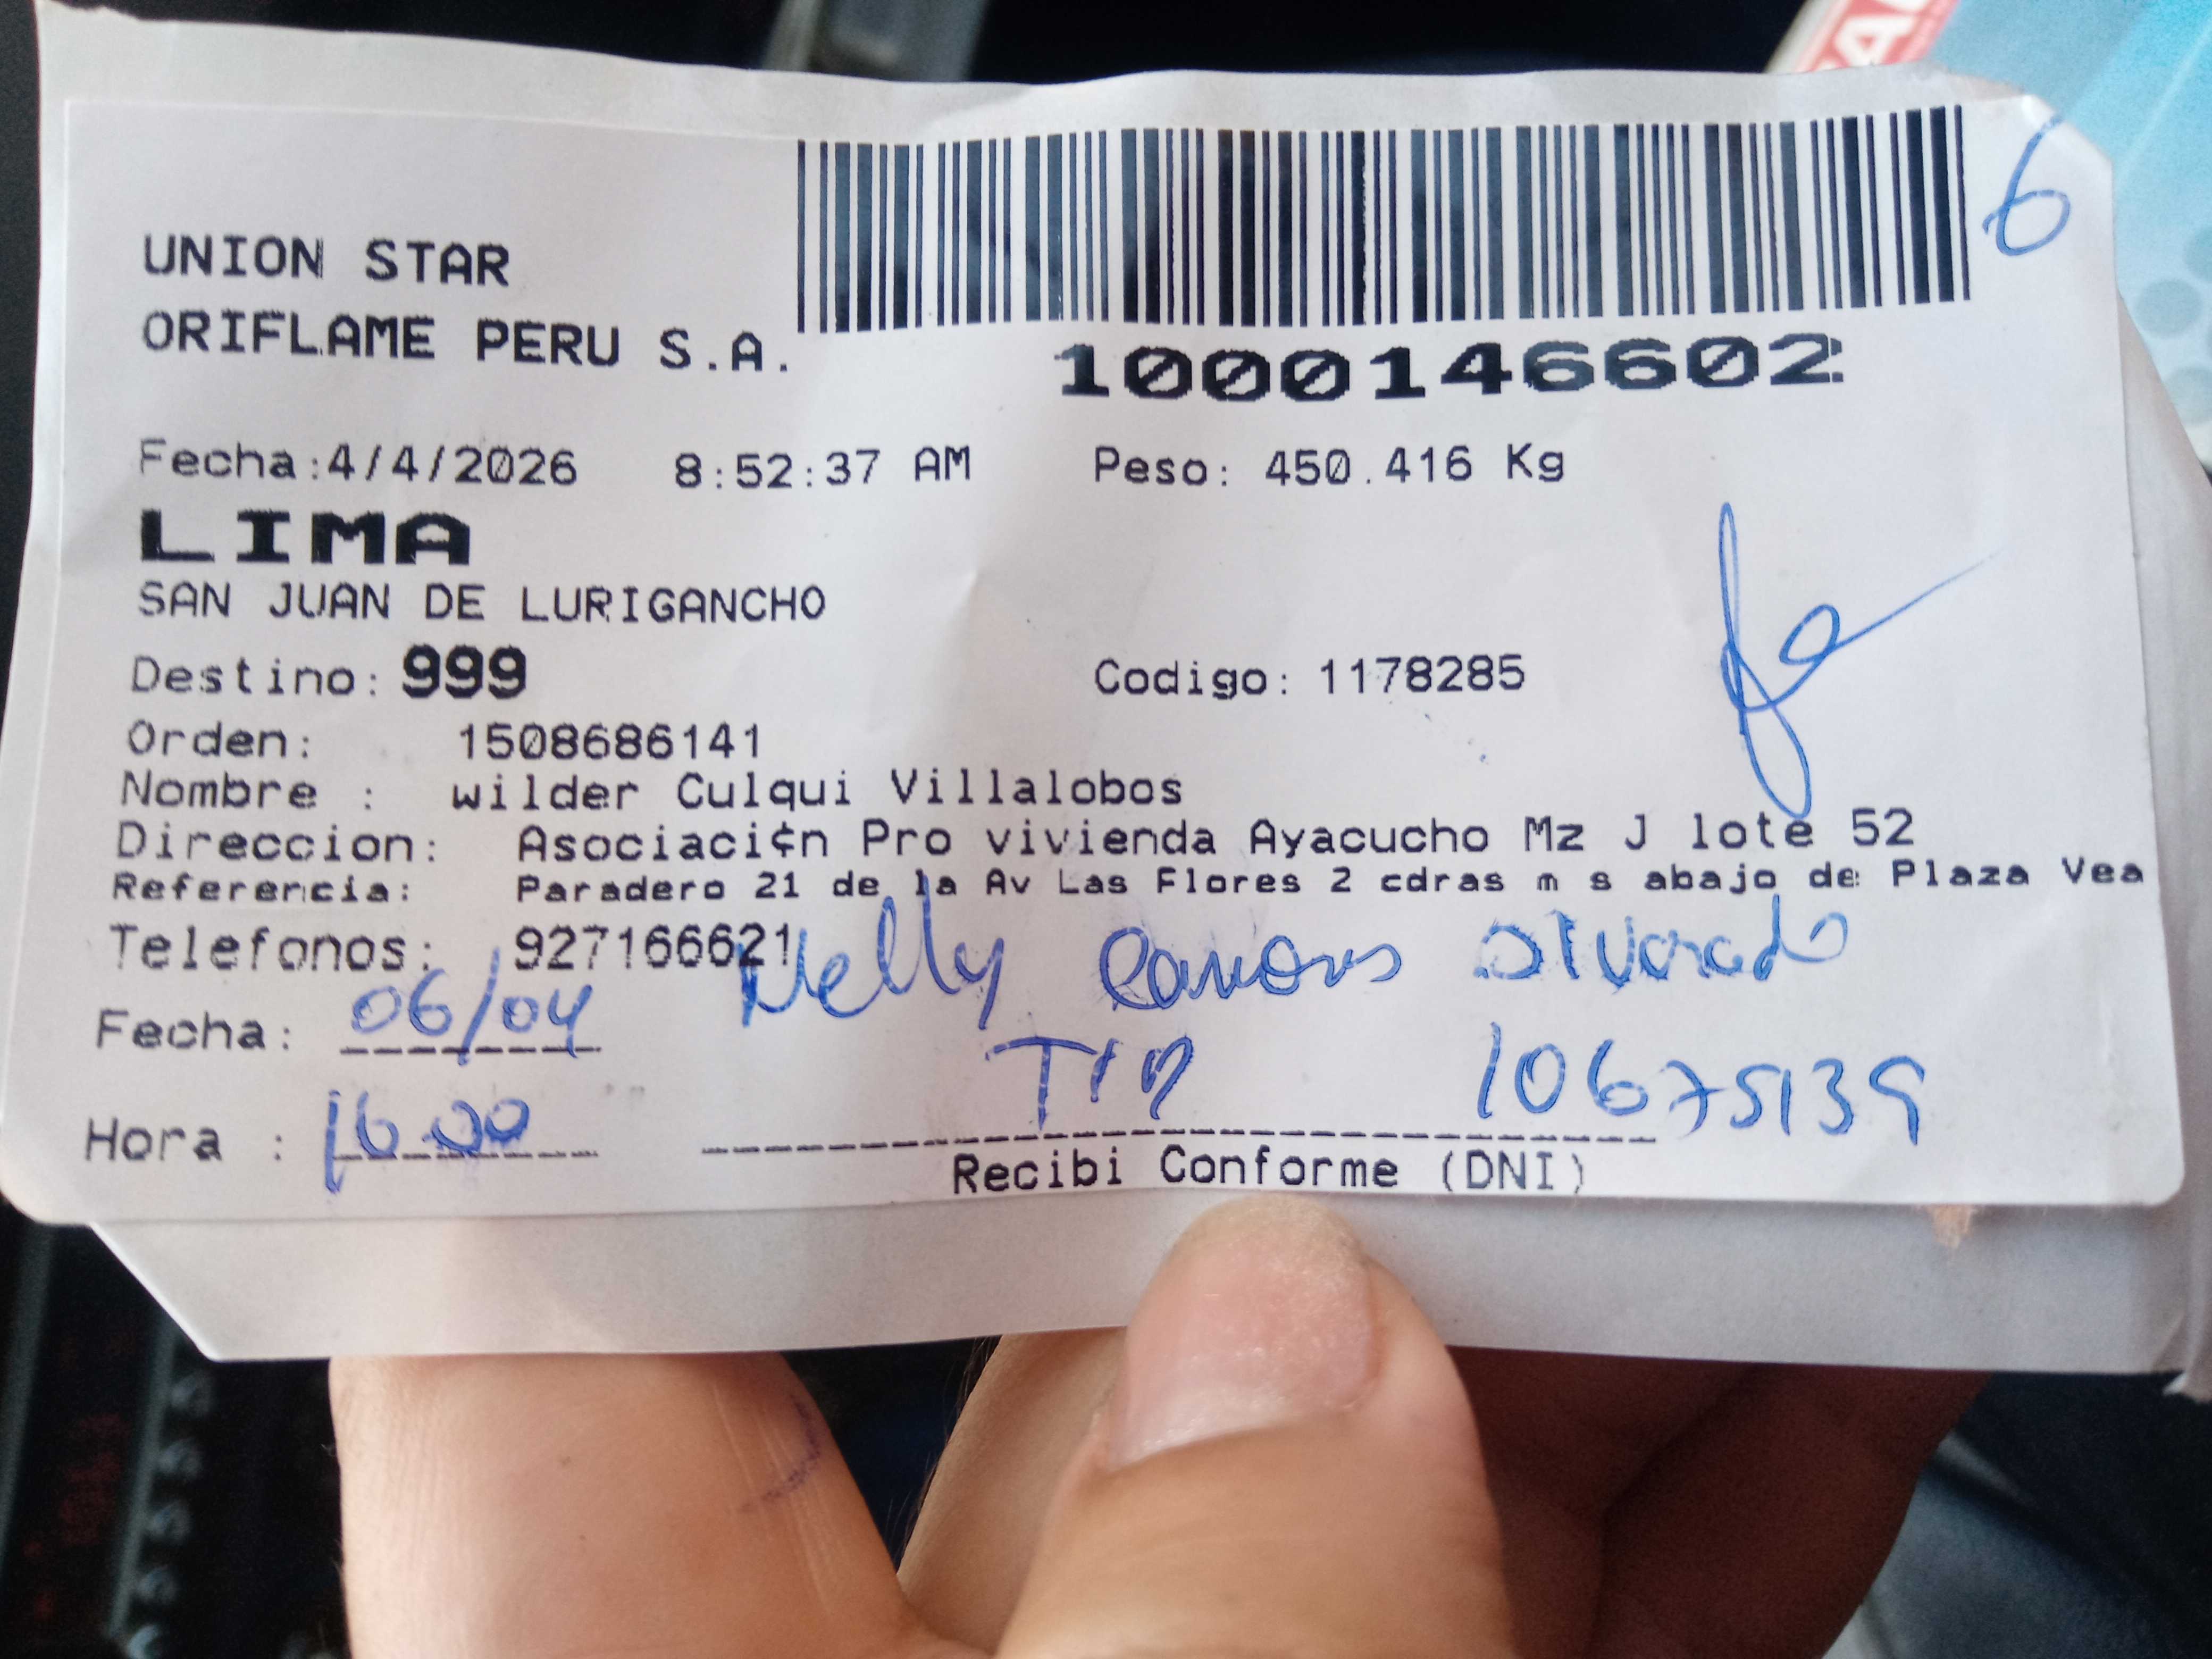 UNION STAR
ORIFLAME PERU S.A.
6
1000146602
Fecha:4/4/2026 8:52:37 AM Peso: 450.416 Kg
LIMA
SAN JUAN DE LURIGANCHO
Destino: 999 Codigo: 1178285
Orden: 1508686141
Nombre : wilder Culqui Villalobos
Direccion: Asociaci¢n Pro vivienda Ayacucho Mz J lote 52
Referencia: Paradero 21 de la Av Las Flores 2 cdras m s abajo de Plaza Vea
Telefonos: 927166621
Nelly
Fecha: 06/04
10675139
Hora : 16:00
Recibi Conforme (DNI)